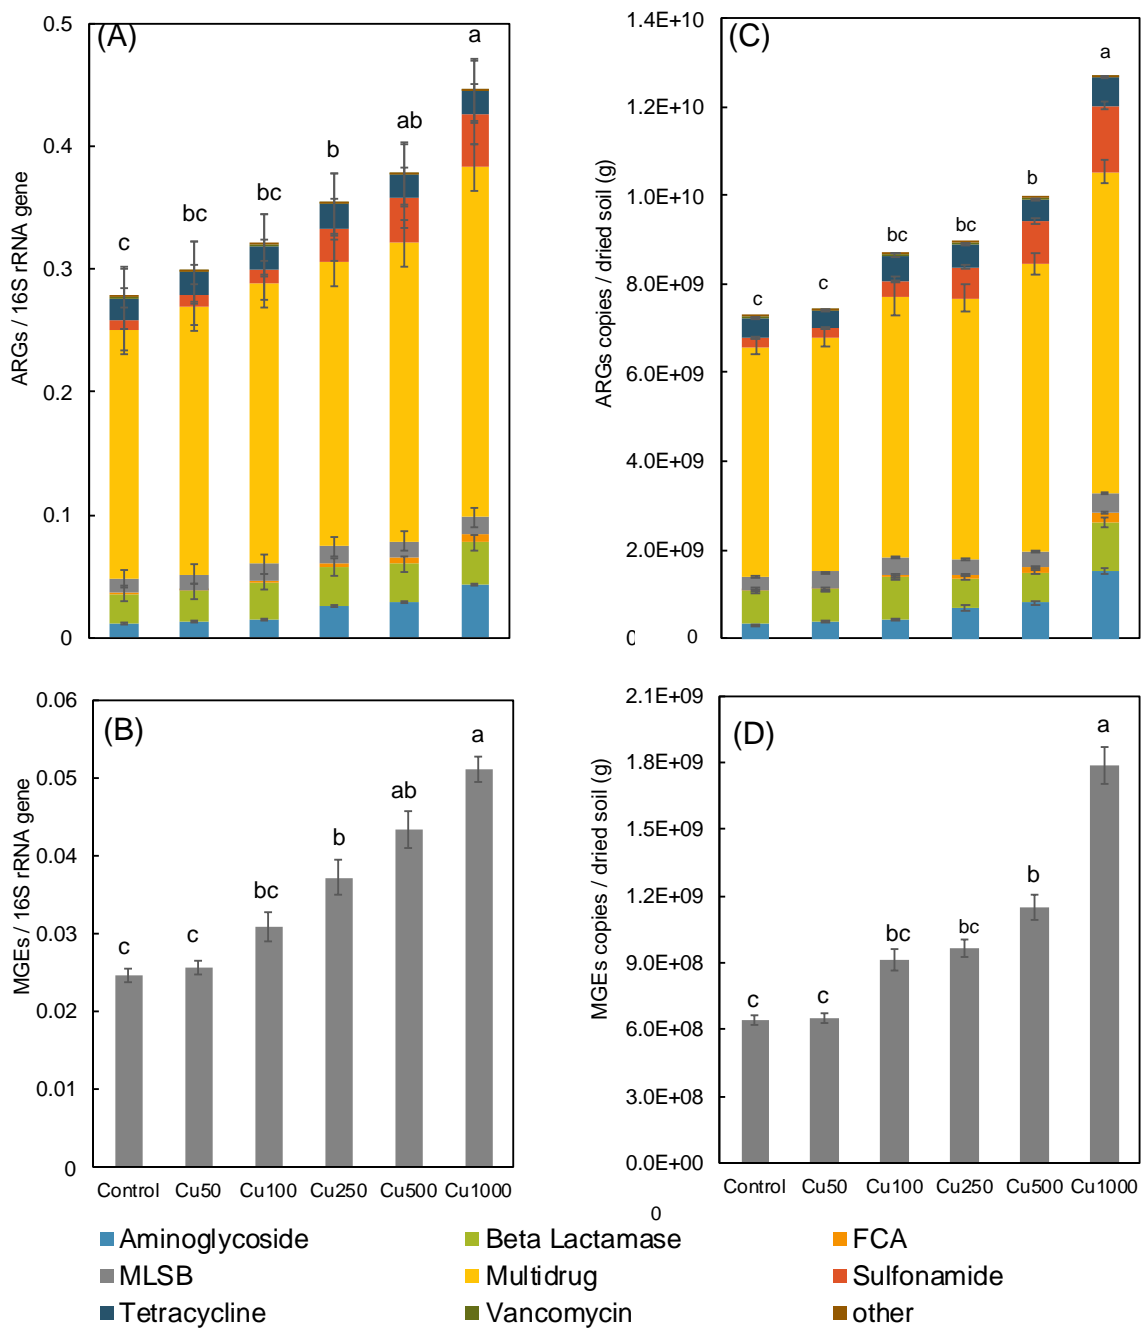 (A)
ARGs / 16S rRNA gene
0.5
0.4
0.3
0.2
0.1
0
c
bc
bc
b
ab
a
(C)
ARGs copies / dried soil (g)
1.4E+10
1.2E+10
1.0E+10
8.0E+09
6.0E+09
4.0E+09
2.0E+09
0
0
c
c
bc
bc
b
a
(B)
MGEs / 16S rRNA gene
0.06
0.05
0.04
0.03
0.02
0.01
0
c
c
bc
b
ab
a
Control Cu50 Cu100 Cu250 Cu500 Cu1000
(D)
MGEs copies / dried soil (g)
2.1E+09
1.8E+09
1.5E+09
1.2E+09
9.0E+08
6.0E+08
3.0E+08
0.0E+00
c
c
bc
bc
b
a
Control Cu50 Cu100 Cu250 Cu500 Cu1000
0
Aminoglycoside Beta Lactamase FCA
MLSB Multidrug Sulfonamide
Tetracycline Vancomycin other